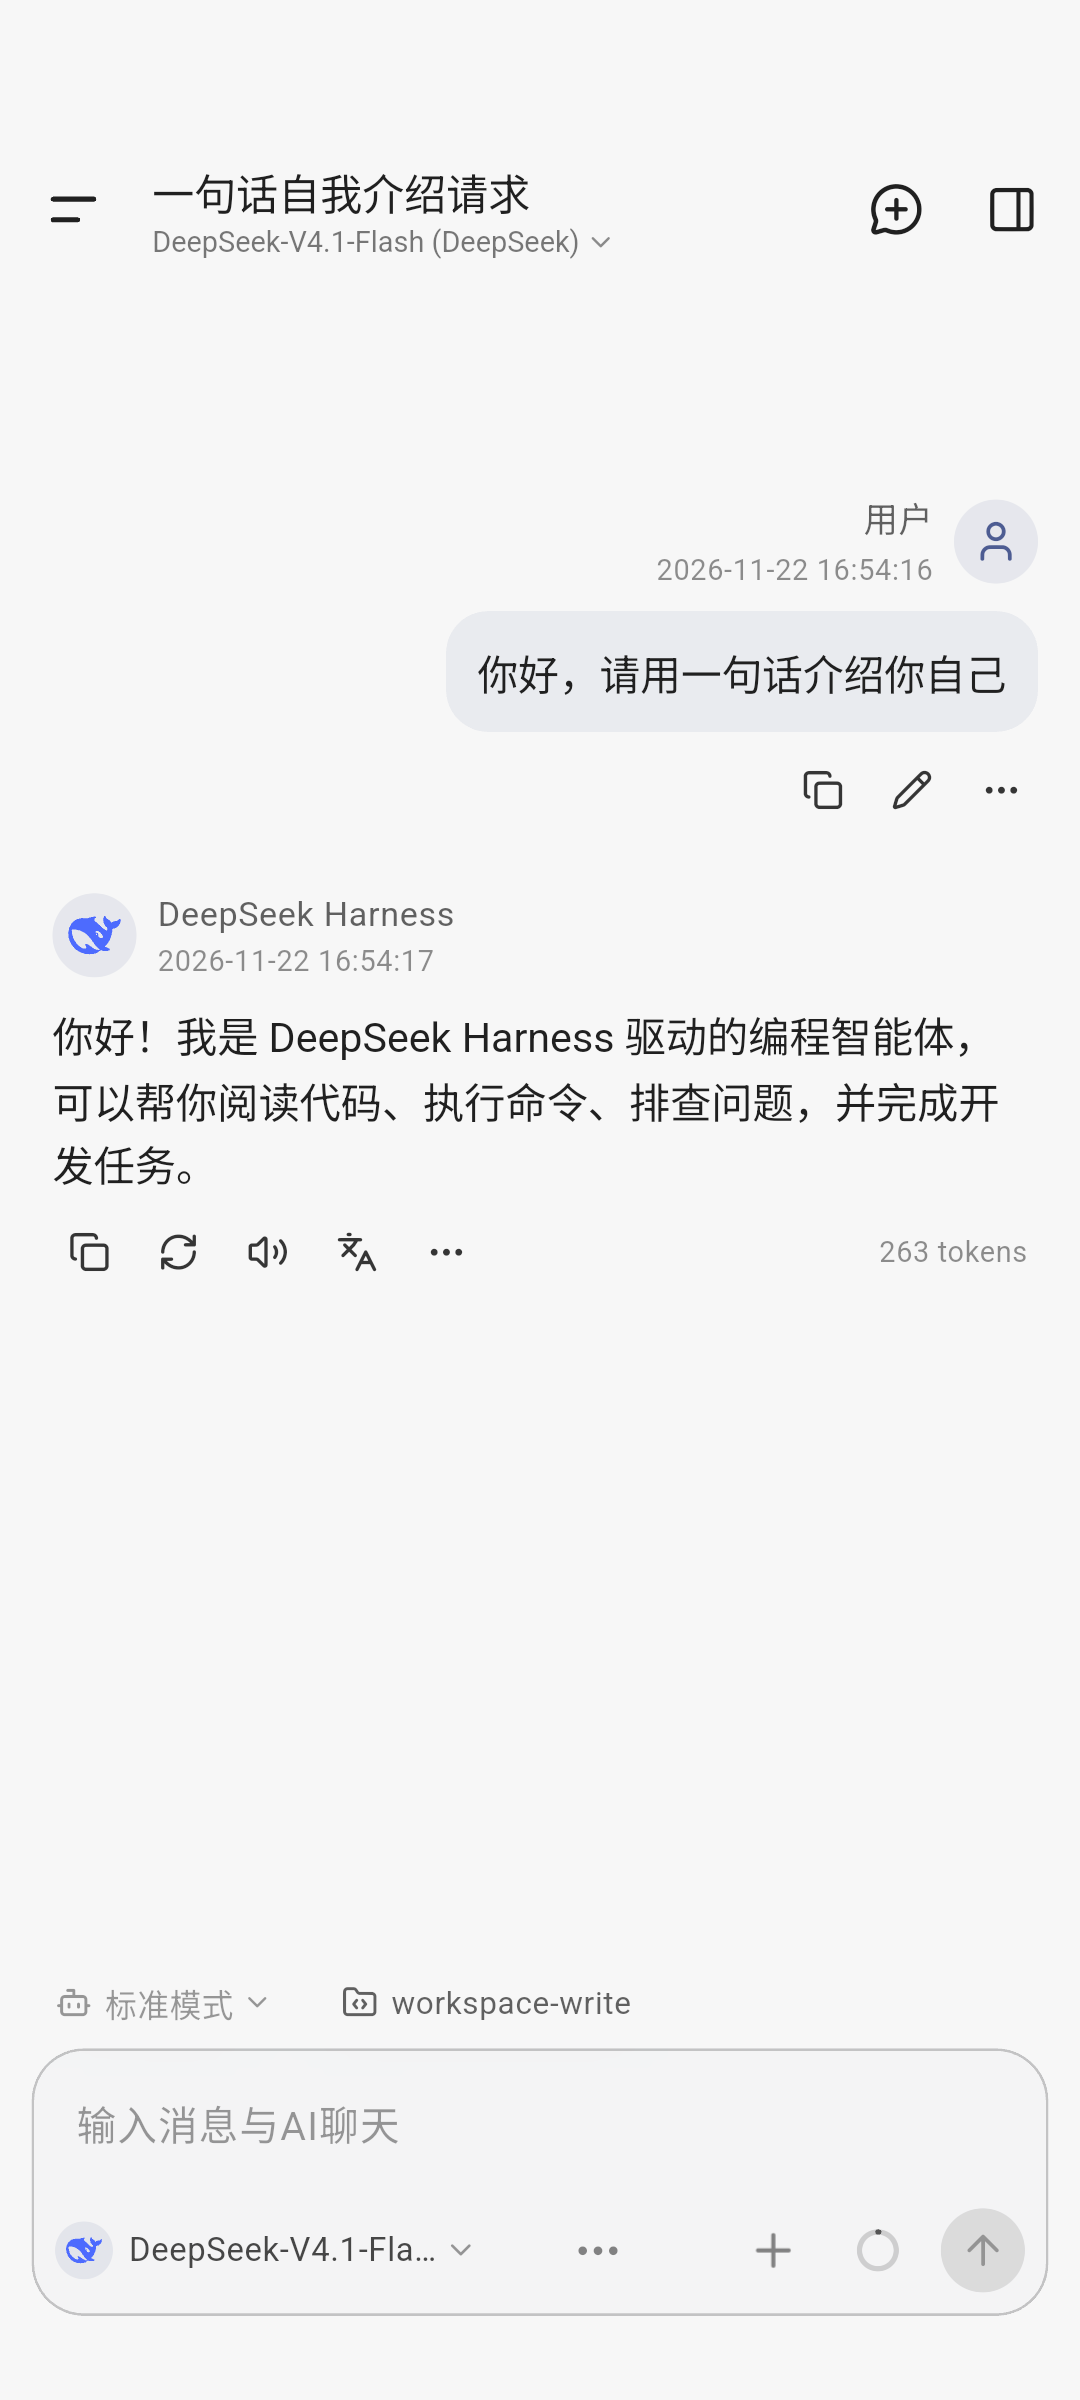 一句话自我介绍请求
DeepSeek-V4.1-Flash (DeepSeek)
用户
2026-11-22 16:54:16
你好，请用一句话介绍你自己
DeepSeek Harness
2026-11-22 16:54:17
你好！我是 DeepSeek Harness 驱动的编程智能体，
可以帮你阅读代码、执行命令、排查问题，并完成开
发任务。
263 tokens
标准模式
workspace-write
输入消息与AI聊天
DeepSeek-V4.1-Fla...